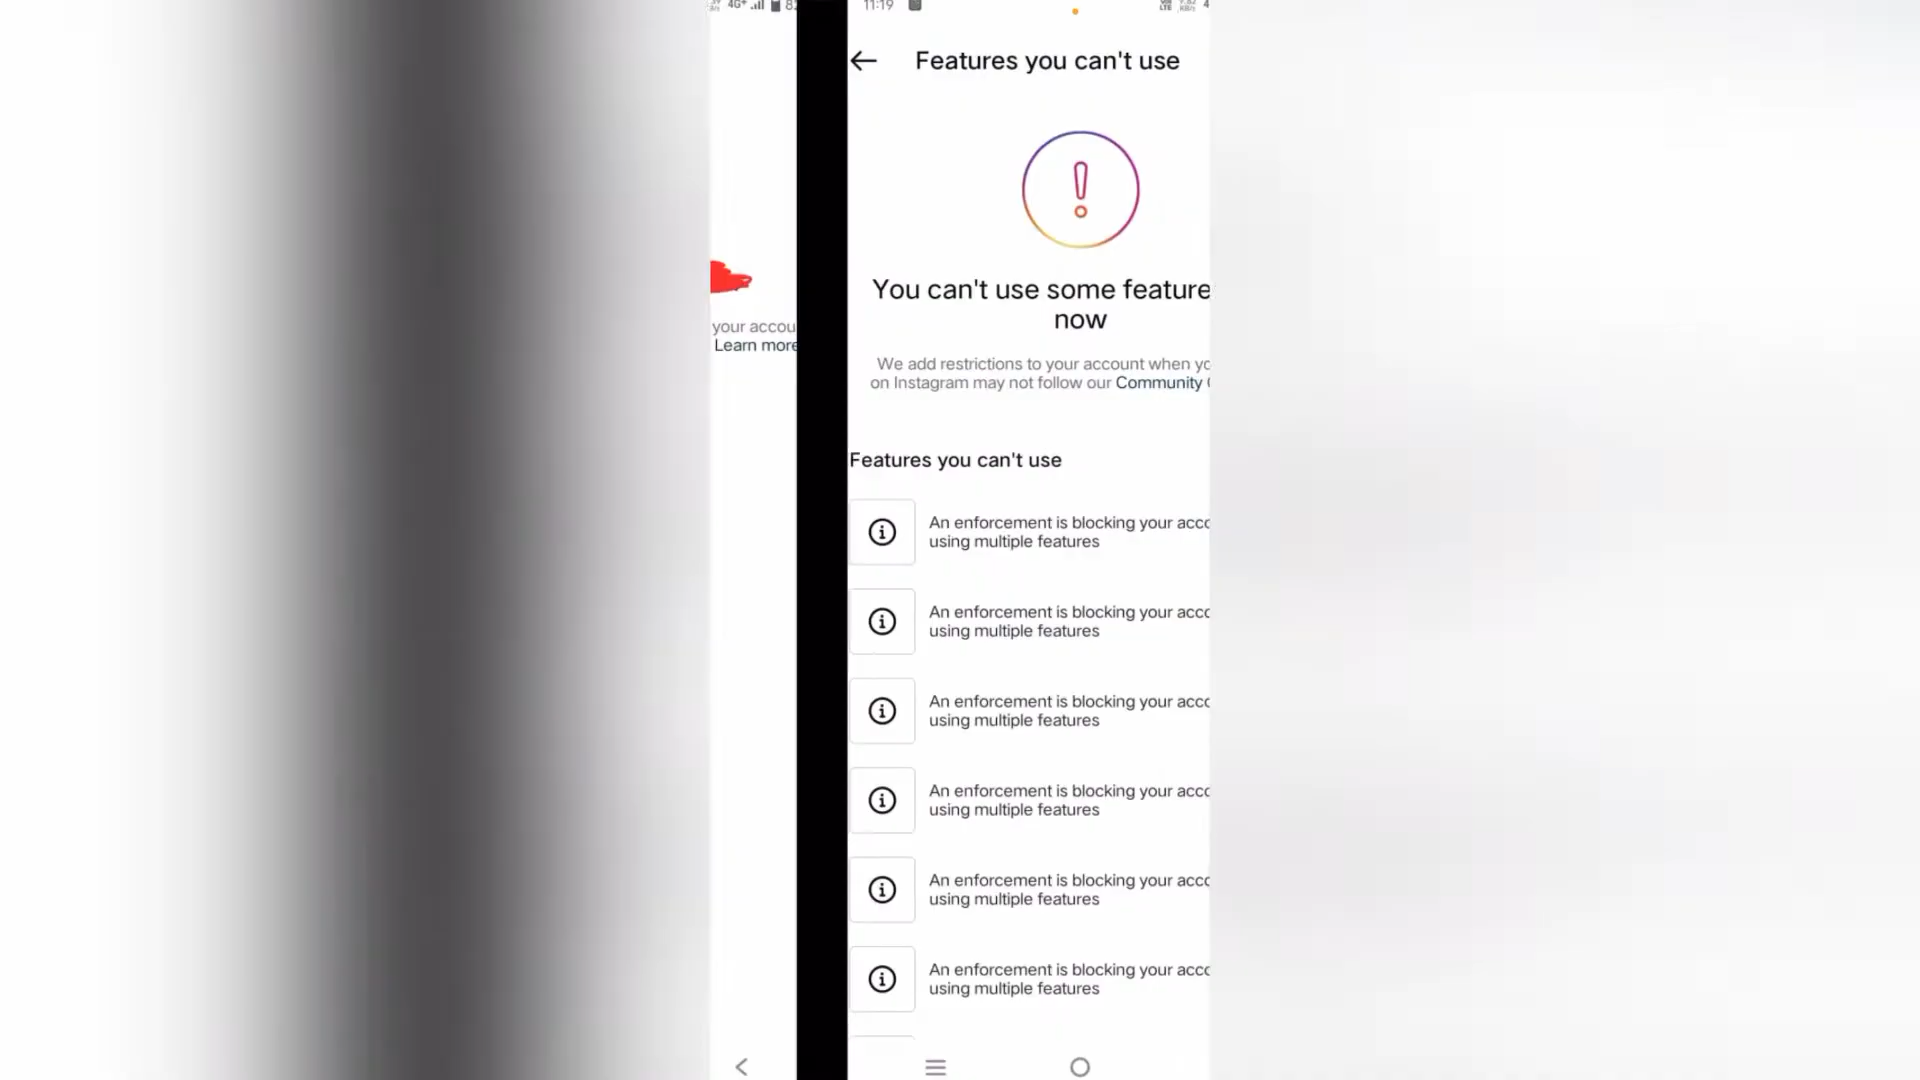 4G+
your accou
Learn more
11:19
Features you can't use
You can't use some feature
now
We add restrictions to your account when yo
on Instagram may not follow our Community
Features you can't use
An enforcement is blocking your acco
using multiple features
An enforcement is blocking your acco
using multiple features
An enforcement is blocking your acco
using multiple features
An enforcement is blocking your acco
using multiple features
An enforcement is blocking your acco
using multiple features
An enforcement is blocking your acco
using multiple features